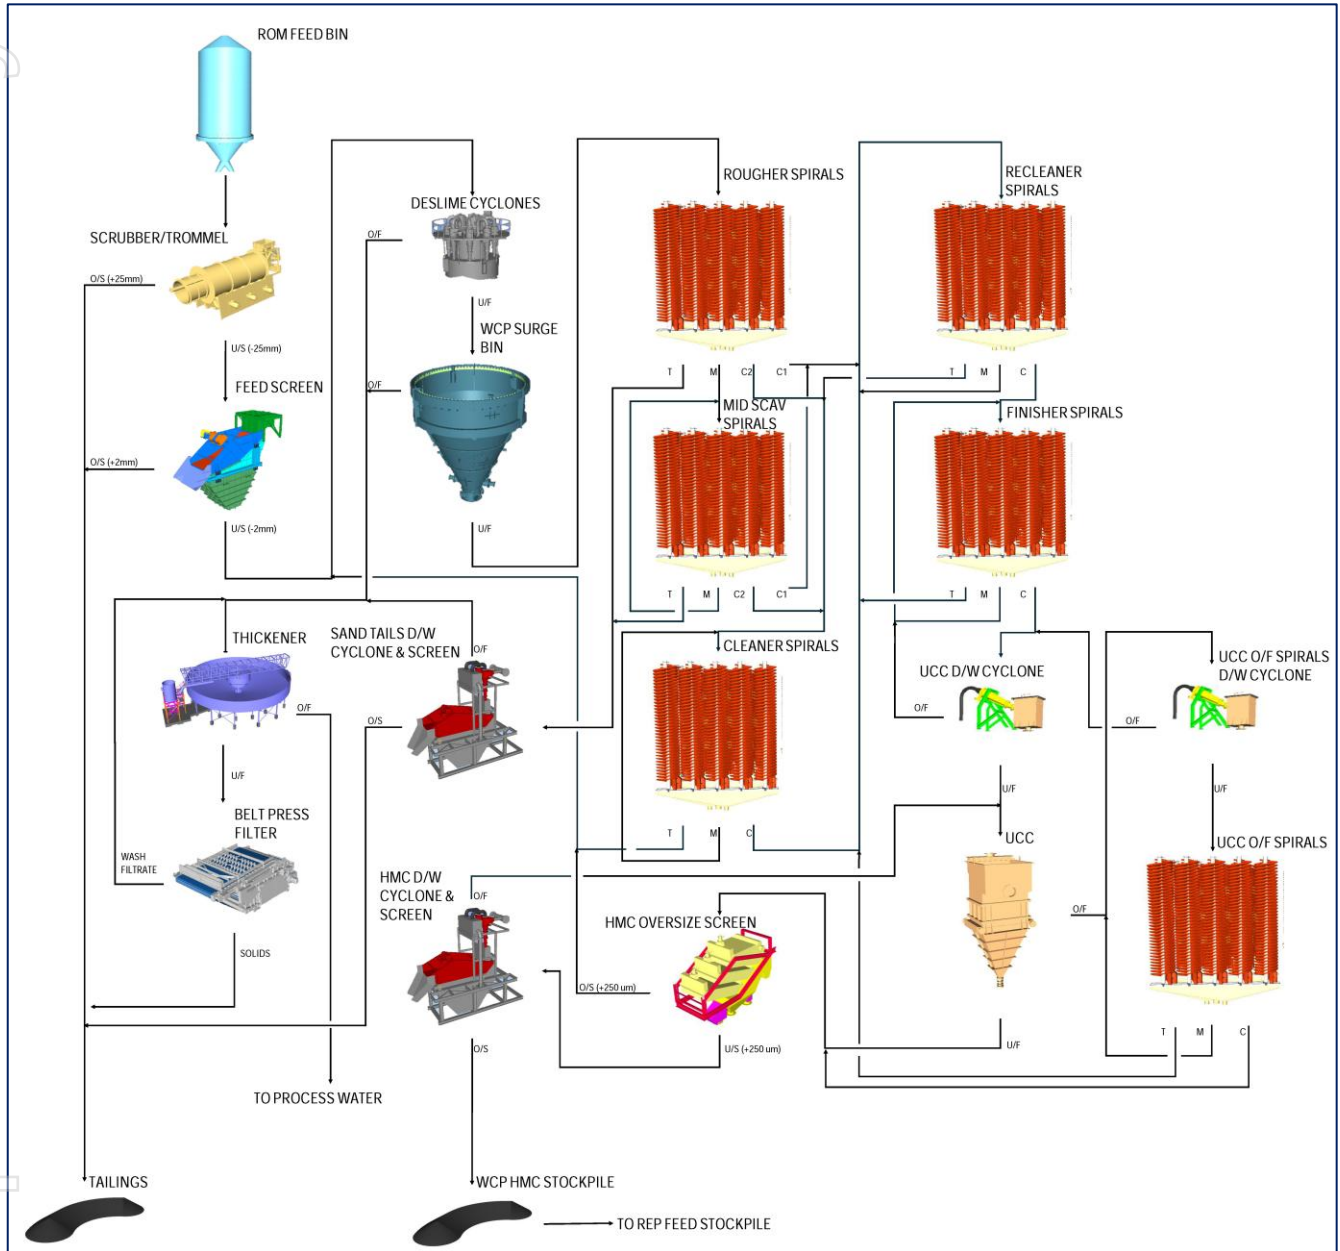 ROM FEED BIN
SCRUBBER/TROMMEL
O/S (+25mm)
U/S (-25mm)
FEED SCREEN
O/S (+2mm)
U/S (-2mm)
THICKENER
O/F
U/F
BELT PRESS
FILTER
WASH
FILTRATE
SOLIDS
TO PROCESS WATER
TAILINGS
DESLIME CYCLONES
O/F
U/F
WCP SURGE
BIN
O/F
U/F
SAND TAILS D/W
CYCLONE & SCREEN
O/F
O/S
HMC D/W
CYCLONE &
SCREEN
O/F
O/S
WCP HMC STOCKPILE
TO REP FEED STOCKPILE
ROUGHER SPIRALS
T M C2 C1
MID SCAV
SPIRALS
T M C2 C1
CLEANER SPIRALS
T M C
HMC OVERSIZE SCREEN
O/S (+250 um)
U/S (+250 um)
RECLEANER
SPIRALS
T M C
FINISHER SPIRALS
T M C
UCC D/W CYCLONE
O/F
U/F
UCC
O/F
U/F
UCC O/F SPIRALS
D/W CYCLONE
O/F
U/F
UCC O/F SPIRALS
T M C